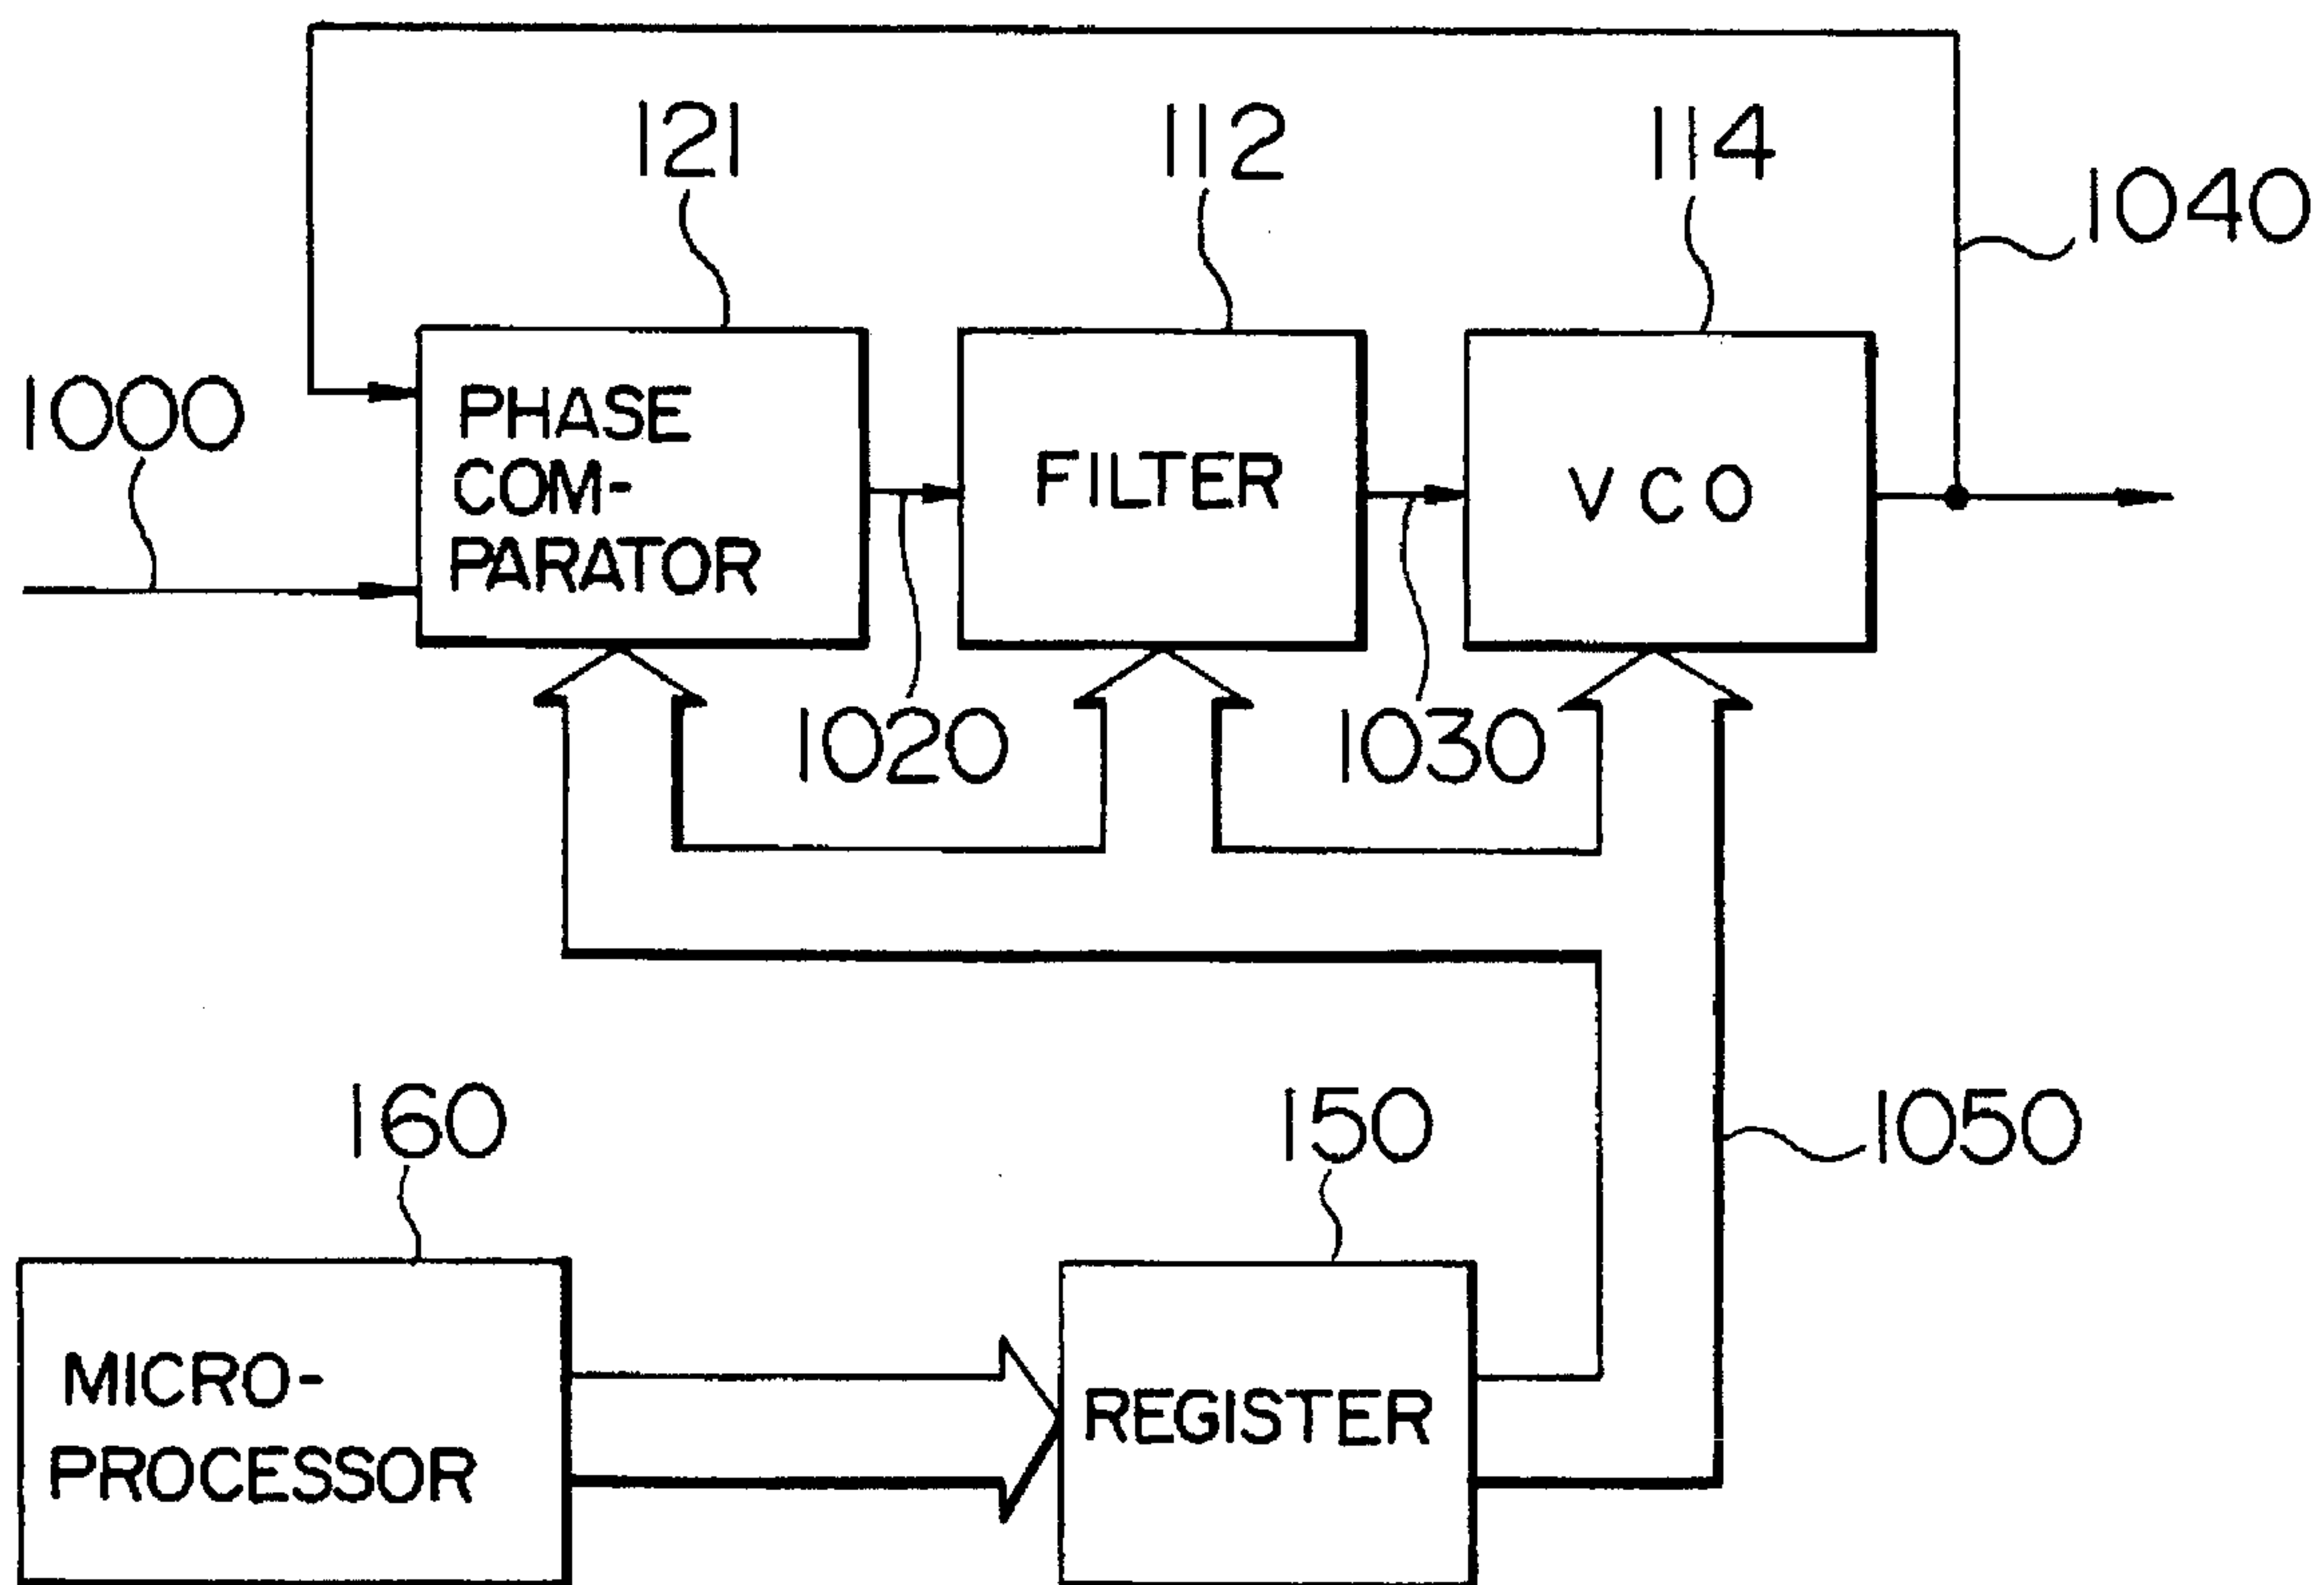 121
112
114
1040
1000
PHASE
COM-
PARATOR
FILTER
VCO
1020
1030
160
150
1050
MICRO-
PROCESSOR
REGISTER